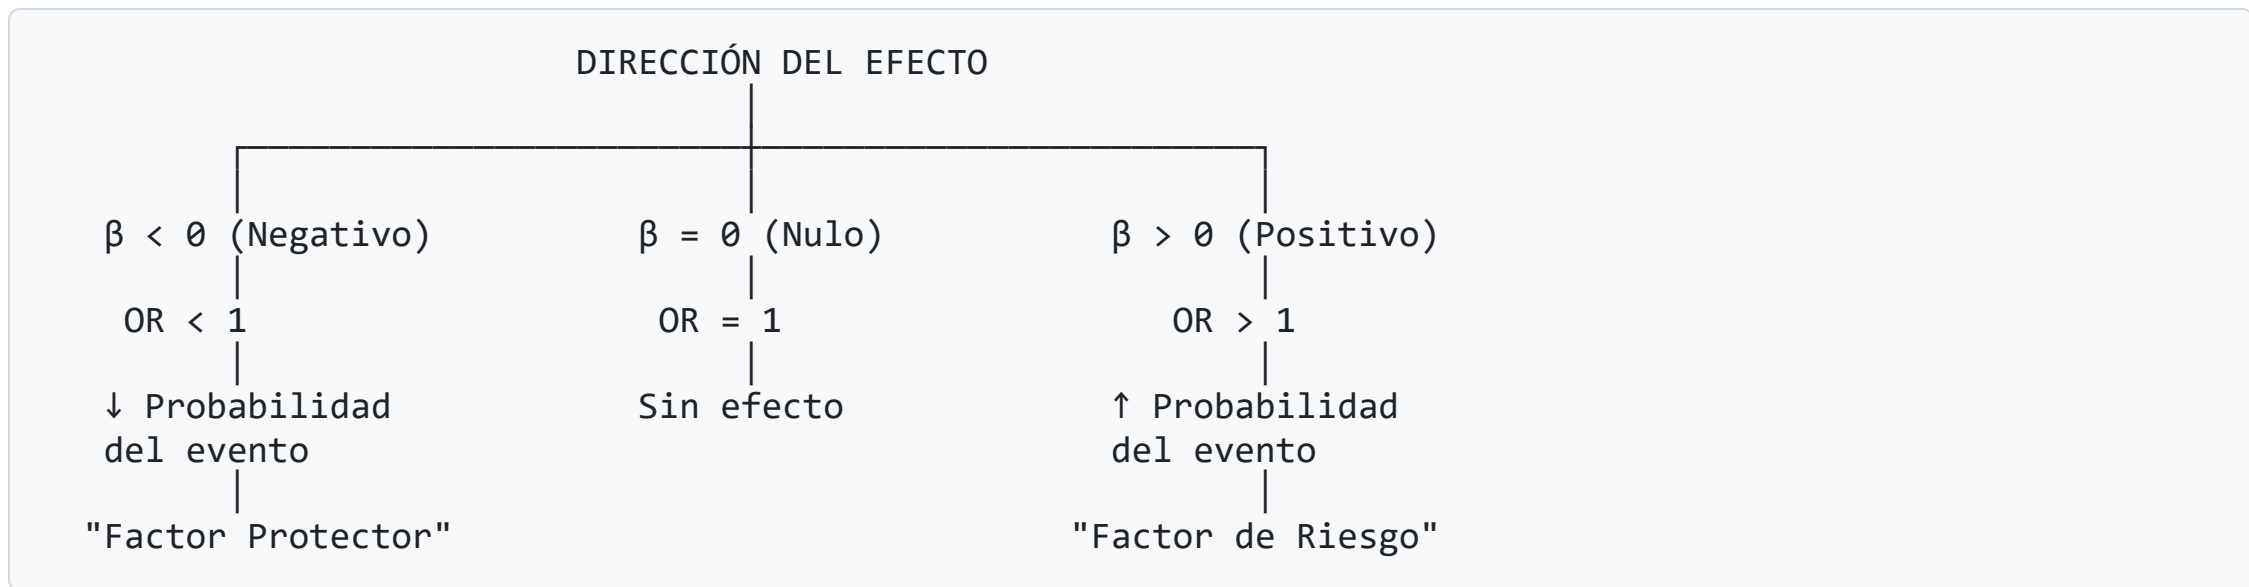 DIRECCIÓN DEL EFECTO
β < 0 (Negativo) β = 0 (Nulo) β > 0 (Positivo)
OR < 1 OR = 1 OR > 1
↓ Probabilidad Sin efecto ↑ Probabilidad
del evento del evento
"Factor Protector" "Factor de Riesgo"